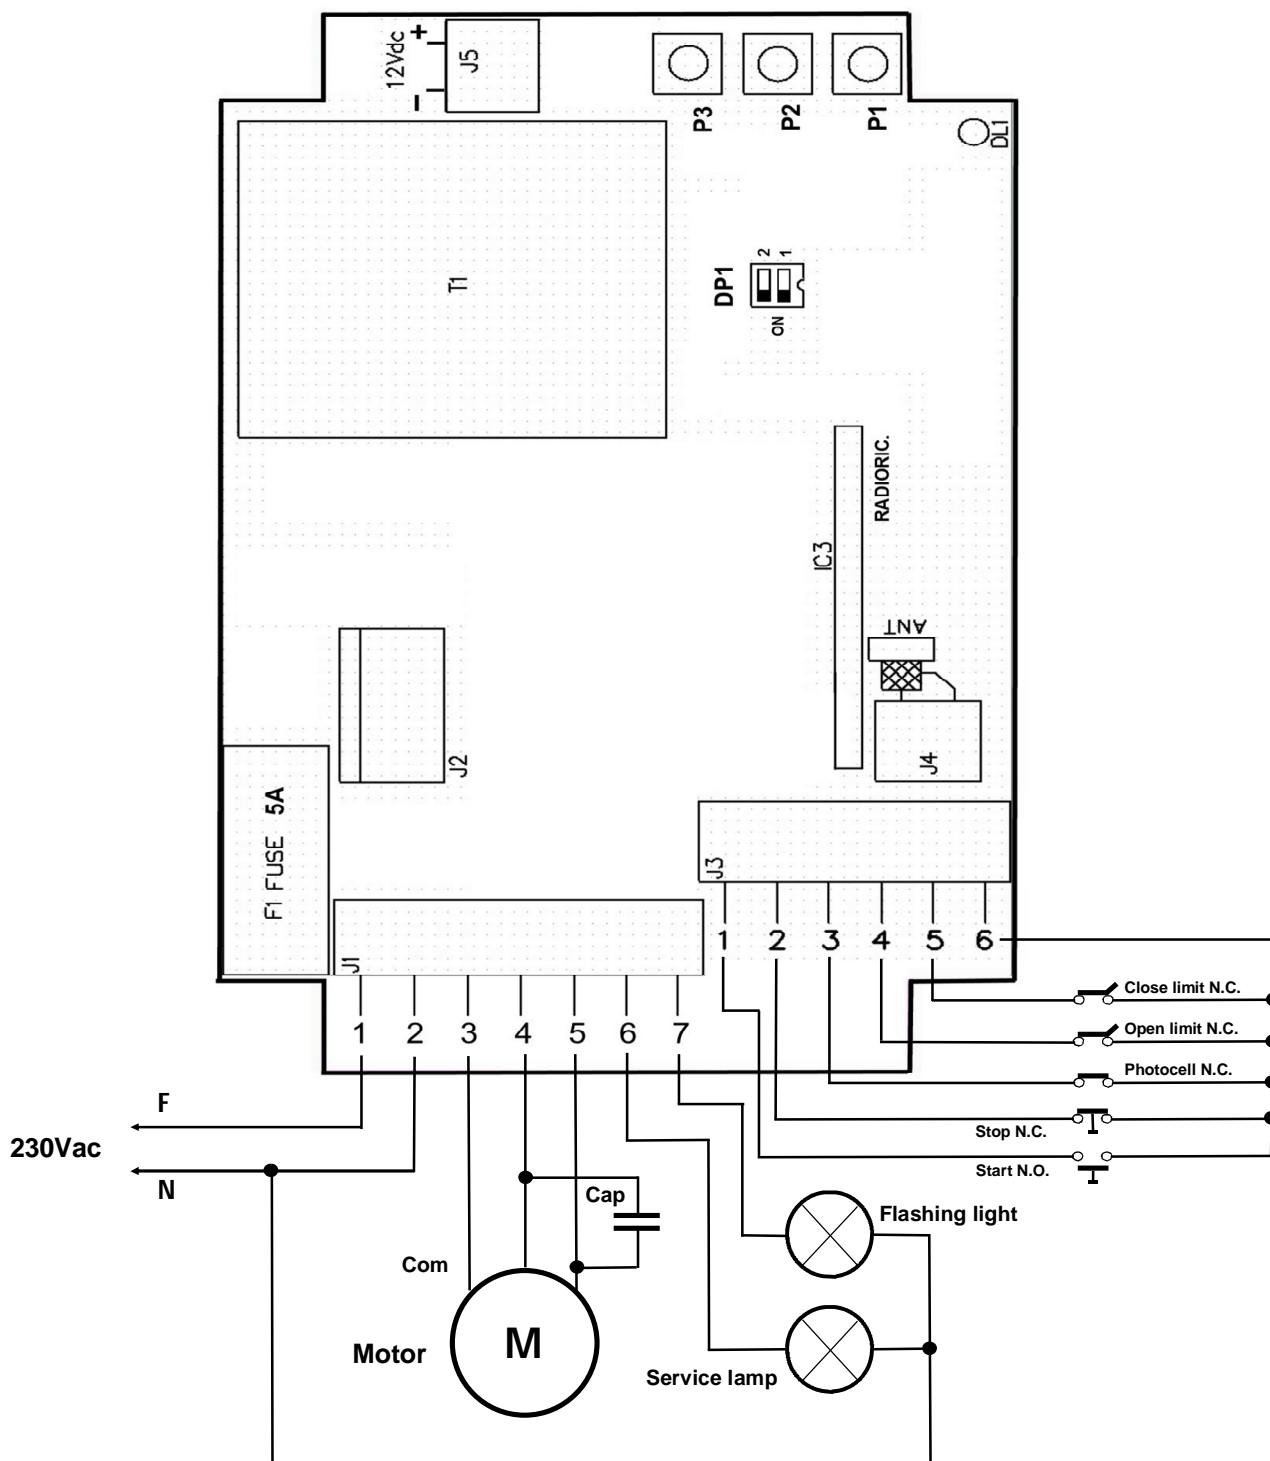 12Vdc
+
−
J5
P3
P2
P1
DL1
T1
DP1
2
1
ON
IC3
RADIORIC.
ANT
J4
J2
F1 FUSE 5A
J3
1 2 3 4 5 6
J1
1 2 3 4 5 6 7
Close limit N.C.
Open limit N.C.
Photocell N.C.
Stop N.C.
Start N.O.
F
230Vac
N
Cap
Com
Flashing light
M
Motor
Service lamp